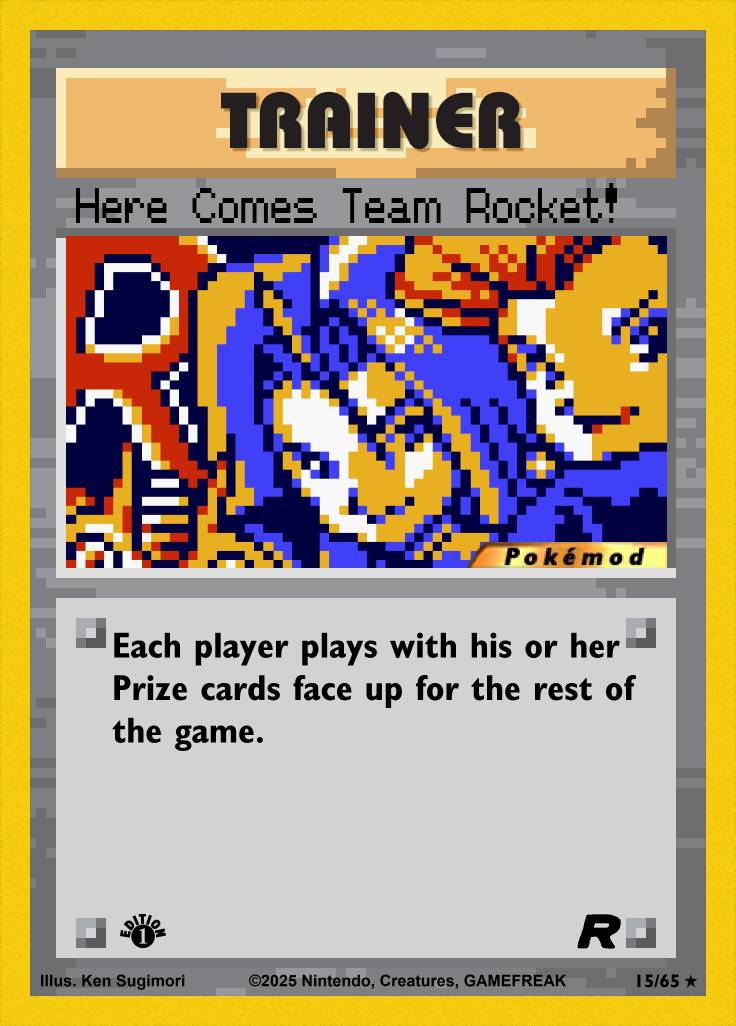 TRAINER
Here Comes Team Rocket!
Pokémod
Each player plays with his or her
Prize cards face up for the rest of
the game.
EDITION
1
R
Illus. Ken Sugimori ©2025 Nintendo, Creatures, GAMEFREAK 15/65 ★